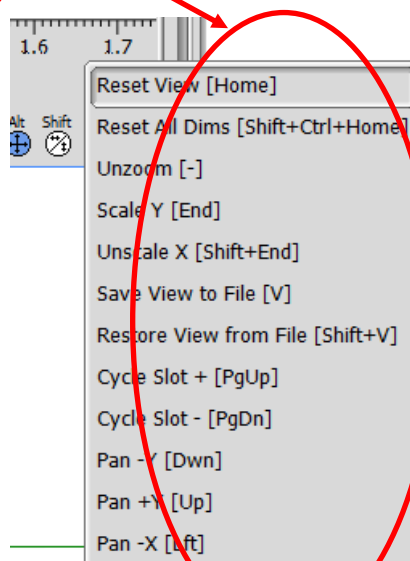 1.6 1.7
Alt Shift
Reset View [Home]
Reset All Dims [Shift+Ctrl+Home]
Unzoom [-]
Scale Y [End]
Unscale X [Shift+End]
Save View to File [V]
Restore View from File [Shift+V]
Cycle Slot + [PgUp]
Cycle Slot - [PgDn]
Pan -Y [Dwn]
Pan +Y [Up]
Pan -X [Lft]